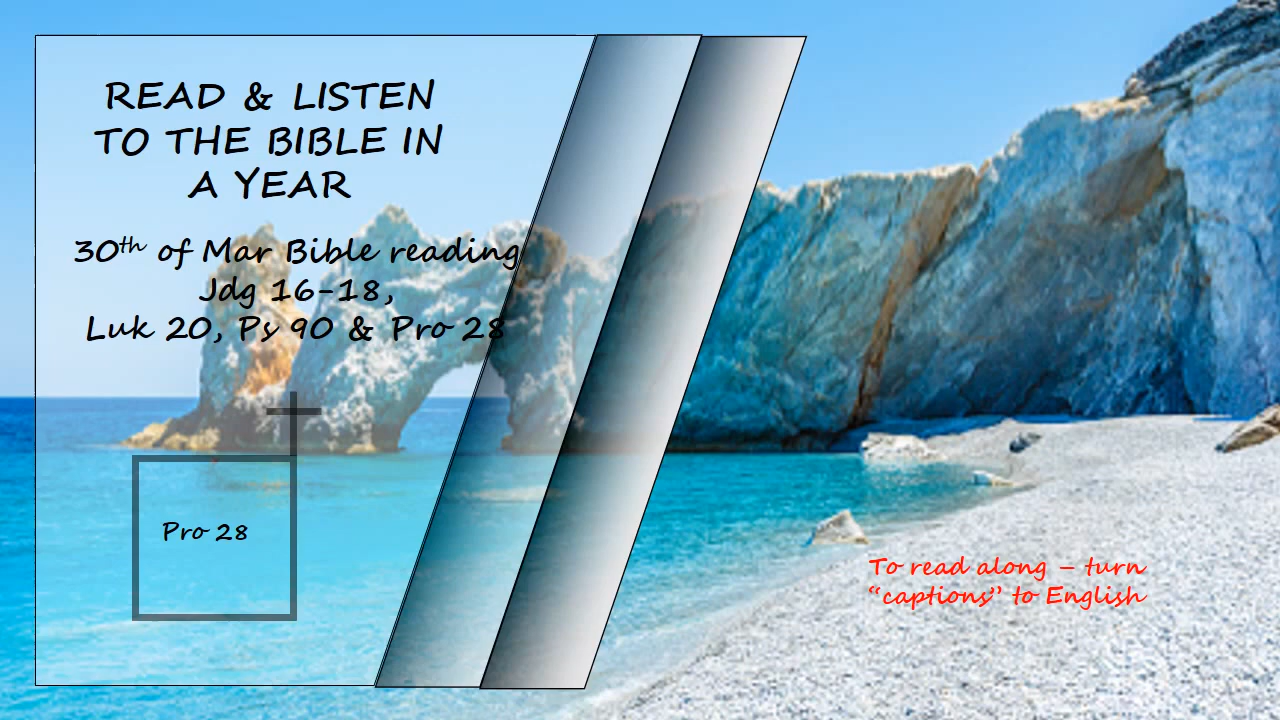 READ & LISTEN
TO THE BIBLE IN
A YEAR
30th of Mar Bible reading
Jdg 16-18,
Luk 20, Ps 90 & Pro 28
Pro 28
To read along – turn
“captions” to English